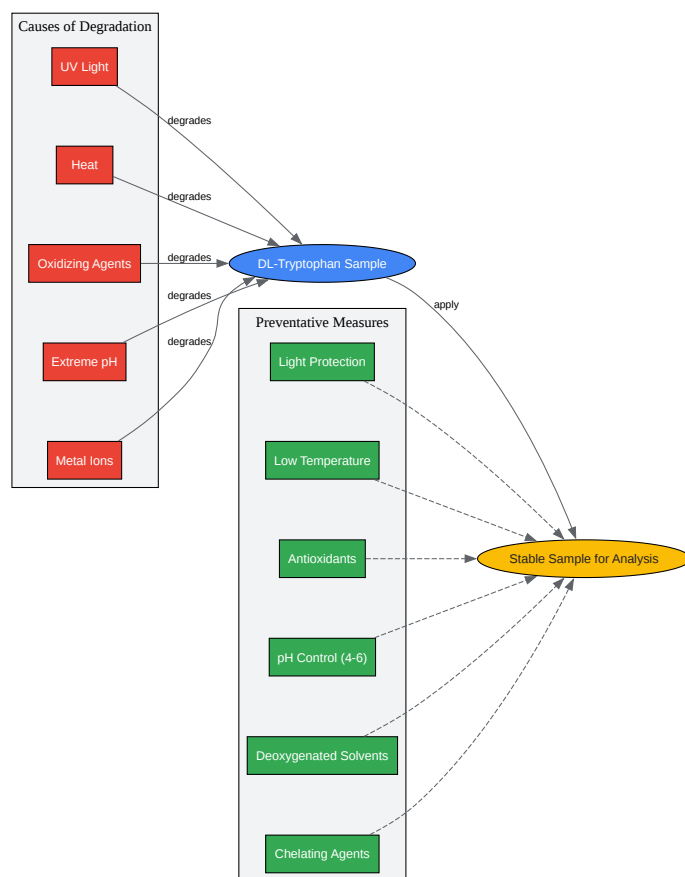 Causes of Degradation
UV Light
degrades
Heat
degrades
Oxidizing Agents
degrades
DL-Tryptophan Sample
degrades
apply
Preventative Measures
degrades
Extreme pH
Light Protection
Metal Ions
Low Temperature
Antioxidants
Stable Sample for Analysis
pH Control (4-6)
Deoxygenated Solvents
Chelating Agents